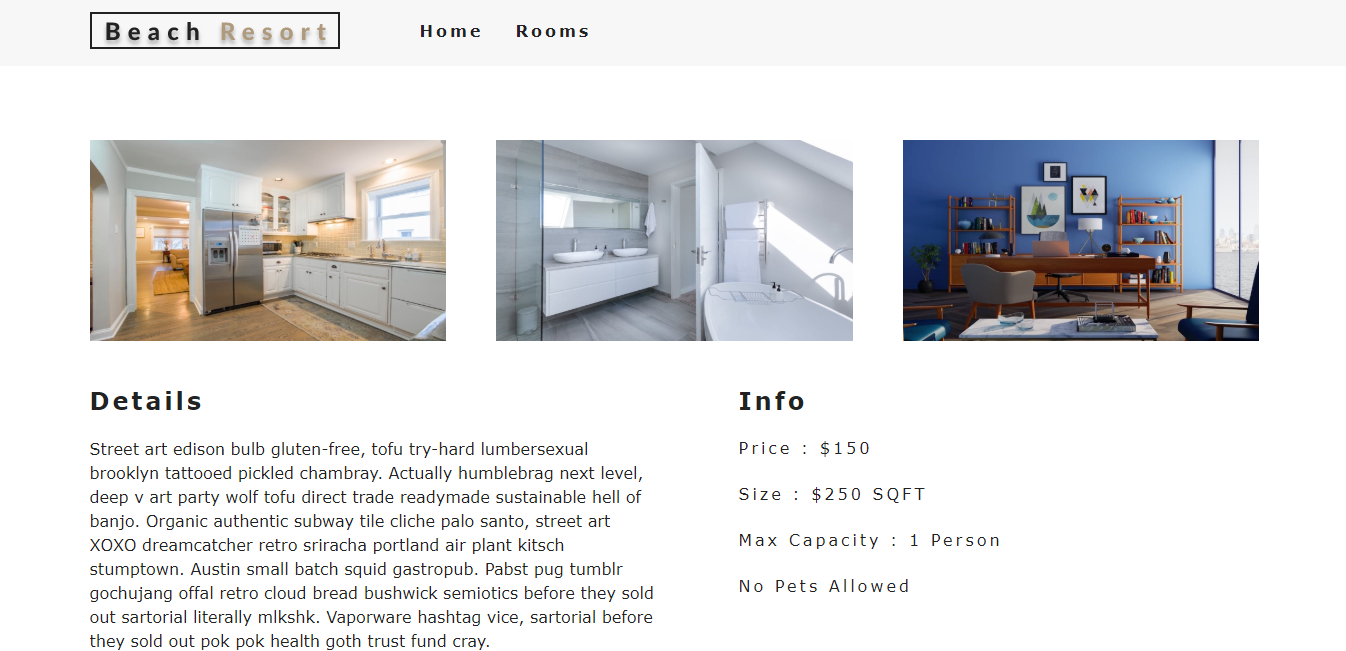 Beach Resort
Home
Rooms
Details
Street art edison bulb gluten-free, tofu try-hard lumbersexual
brooklyn tattooed pickled chambray. Actually humblebrag next level,
deep v art party wolf tofu direct trade readymade sustainable hell of
banjo. Organic authentic subway tile cliche palo santo, street art
XOXO dreamcatcher retro sriracha portland air plant kitsch
stumptown. Austin small batch squid gastropub. Pabst pug tumblr
gochujang offal retro cloud bread bushwick semiotics before they sold
out sartorial literally mlkshk. Vaporware hashtag vice, sartorial before
they sold out pok pok health goth trust fund cray.
Info
Price : $150
Size : $250 SQFT
Max Capacity : 1 Person
No Pets Allowed